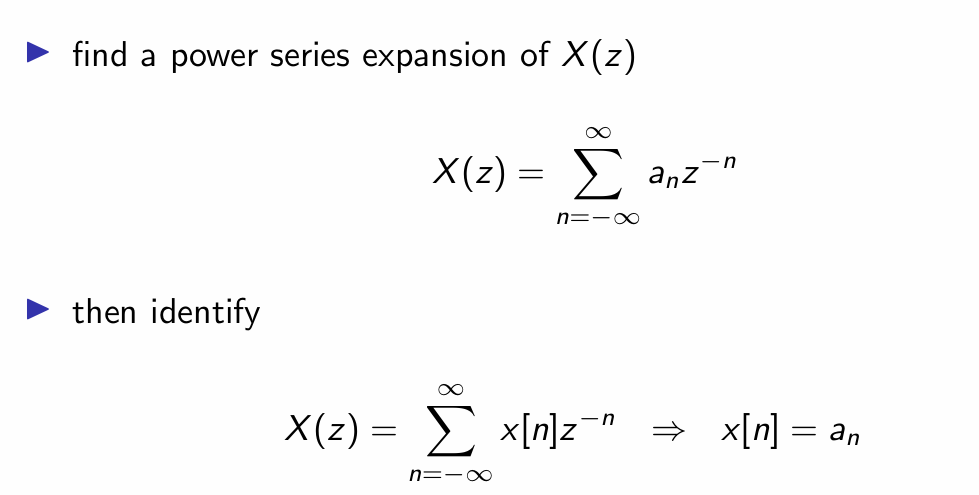 ▶ find a power series expansion of X(z)
X(z) = ∑_{n=−∞}^{∞} a_n z^{−n}
▶ then identify
X(z) = ∑_{n=−∞}^{∞} x[n]z^{−n} ⇒ x[n] = a_n